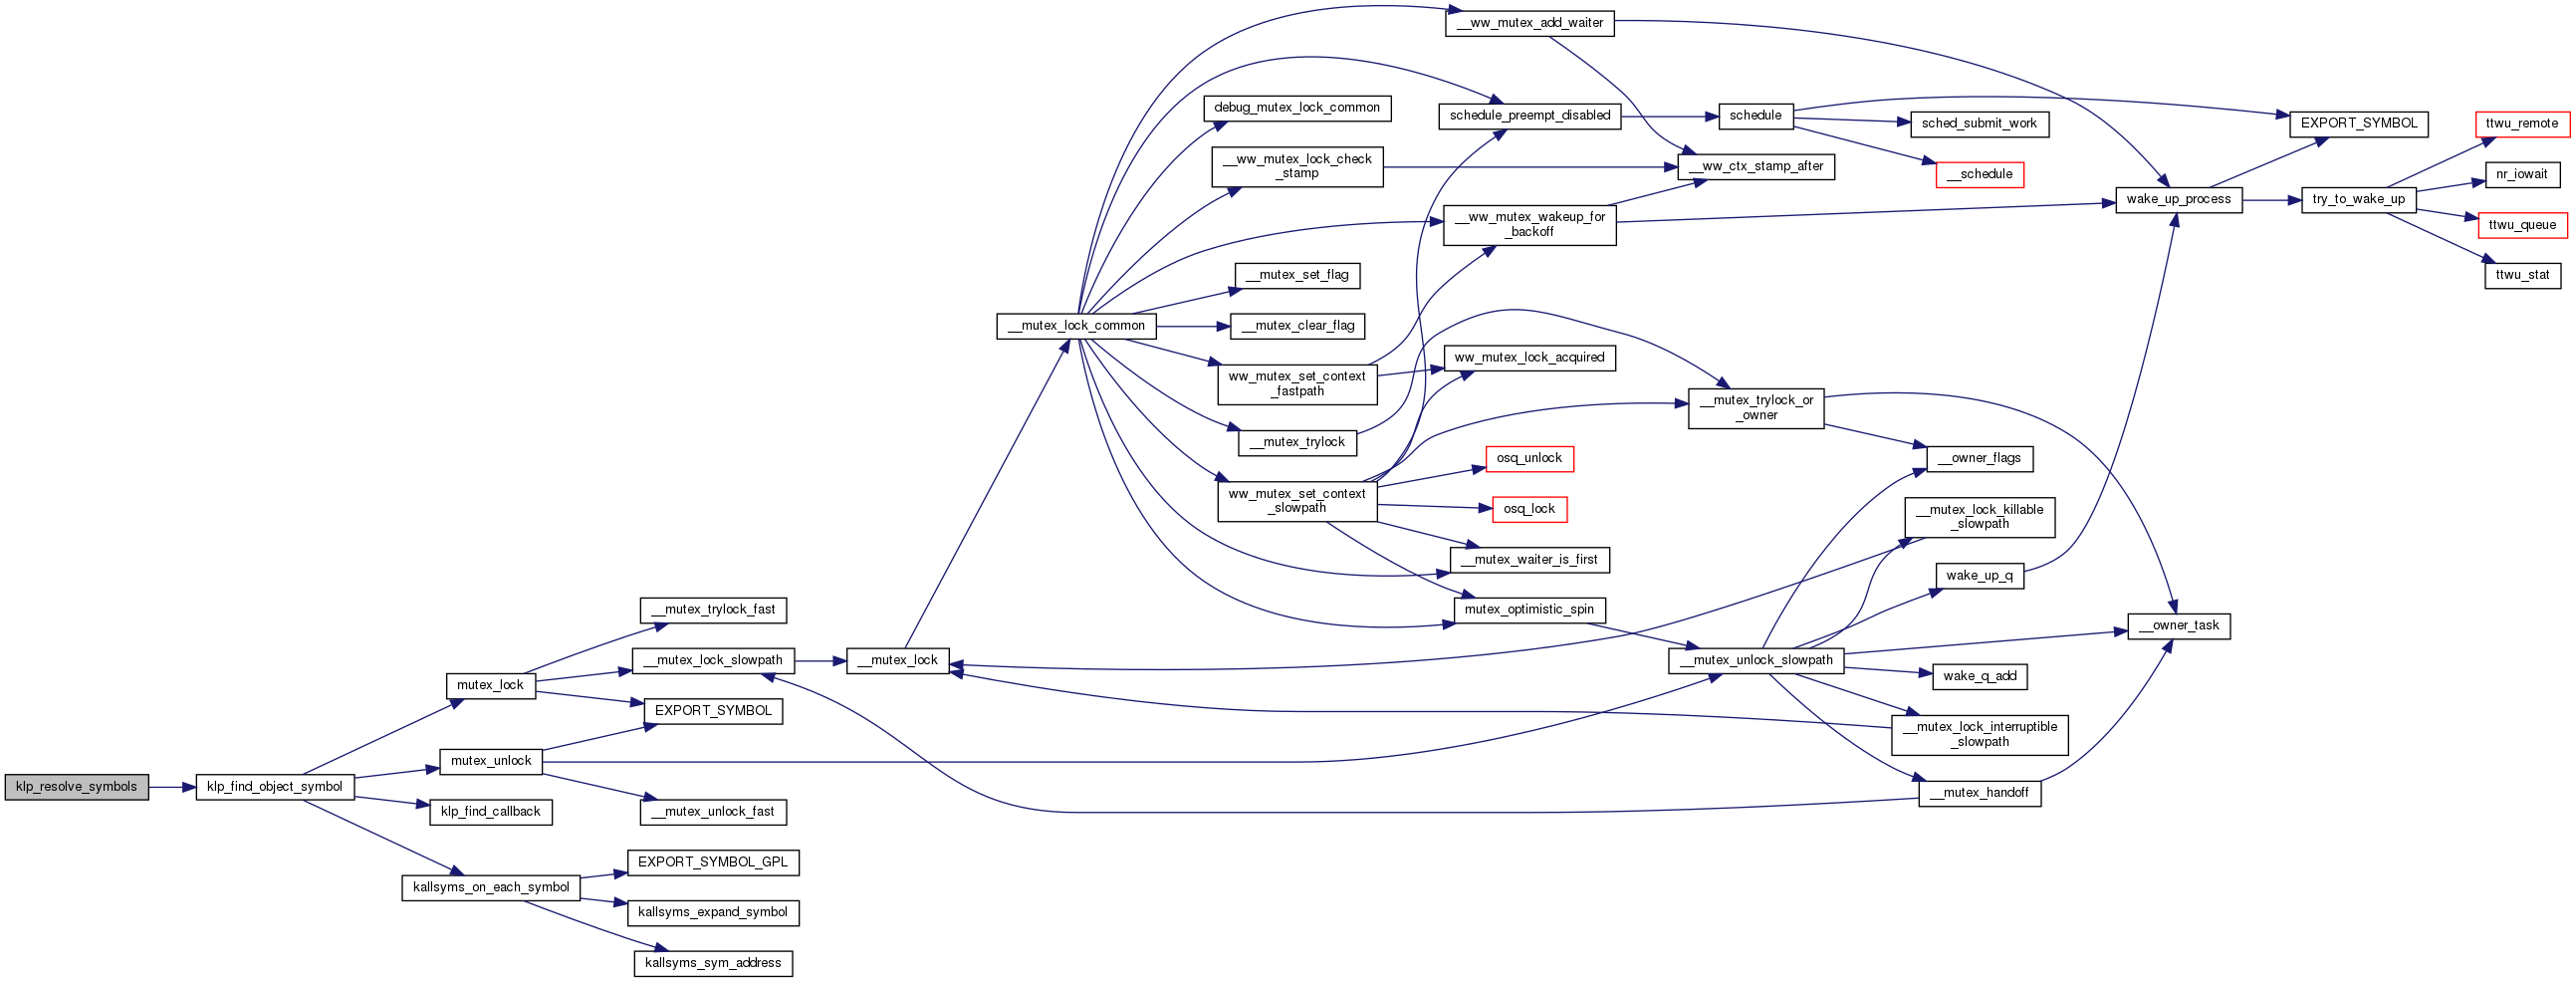 klp_resolve_symbols
klp_find_object_symbol
mutex_lock
mutex_unlock
klp_find_callback
kallsyms_on_each_symbol
__mutex_trylock_fast
__mutex_lock_slowpath
EXPORT_SYMBOL
__mutex_unlock_fast
EXPORT_SYMBOL_GPL
kallsyms_expand_symbol
kallsyms_sym_address
__mutex_lock
__mutex_lock_common
debug_mutex_lock_common
__ww_mutex_lock_check
_stamp
__mutex_set_flag
__mutex_clear_flag
ww_mutex_set_context
_fastpath
__mutex_trylock
ww_mutex_set_context
_slowpath
__ww_mutex_add_waiter
schedule_preempt_disabled
__ww_mutex_wakeup_for
_backoff
ww_mutex_lock_acquired
osq_unlock
osq_lock
__mutex_waiter_is_first
mutex_optimistic_spin
schedule
__ww_ctx_stamp_after
__mutex_trylock_or
_owner
__mutex_unlock_slowpath
sched_submit_work
__schedule
__owner_flags
__mutex_lock_killable
_slowpath
wake_up_q
wake_q_add
__mutex_lock_interruptible
_slowpath
__mutex_handoff
wake_up_process
__owner_task
EXPORT_SYMBOL
try_to_wake_up
ttwu_remote
nr_iowait
ttwu_queue
ttwu_stat